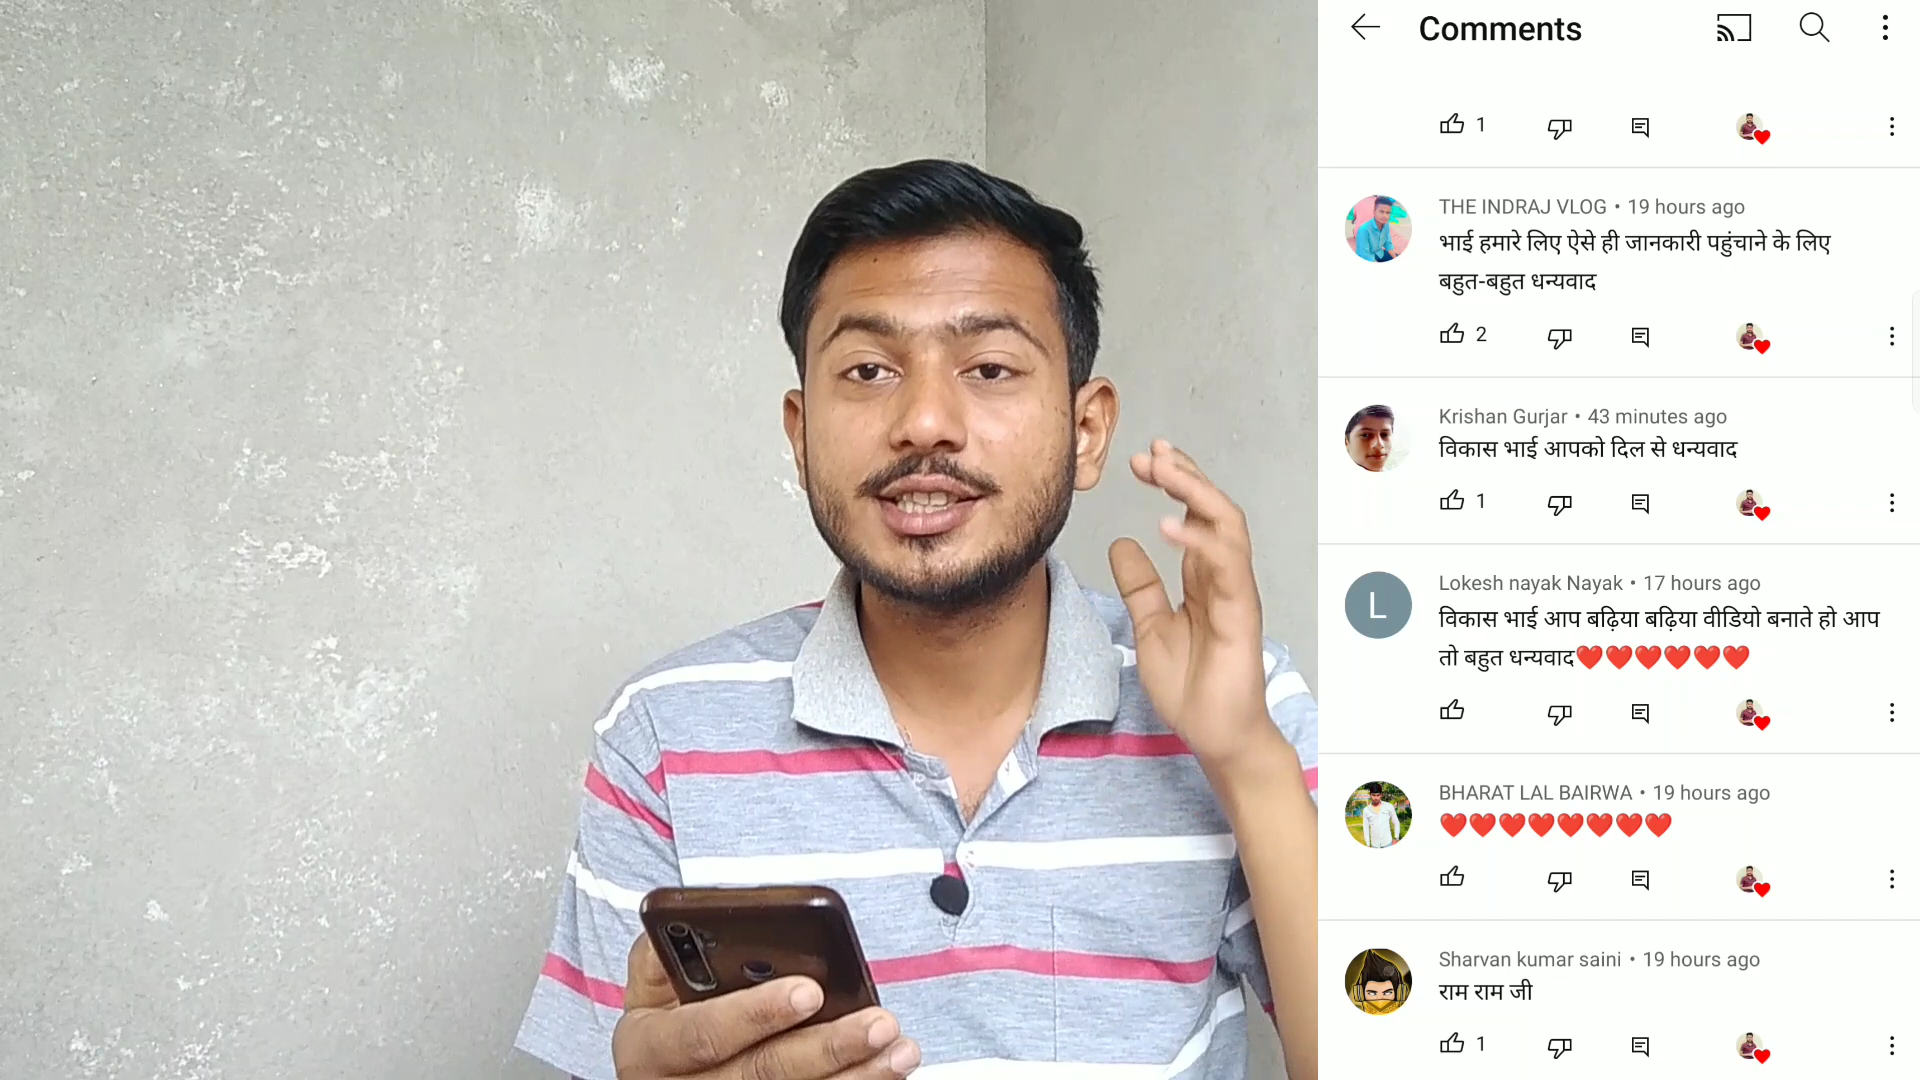 Comments
1
THE INDRAJ VLOG • 19 hours ago
भाई हमारे लिए ऐसे ही जानकारी पहुंचाने के लिए
बहुत-बहुत धन्यवाद
2
Krishan Gurjar • 43 minutes ago
विकास भाई आपको दिल से धन्यवाद
1
Lokesh nayak Nayak • 17 hours ago
विकास भाई आप बढ़िया बढ़िया वीडियो बनाते हो आप
तो बहुत धन्यवाद❤️❤️❤️❤️❤️❤️
L
BHARAT LAL BAIRWA • 19 hours ago
❤️❤️❤️❤️❤️❤️❤️❤️
Sharvan kumar saini • 19 hours ago
राम राम जी
1